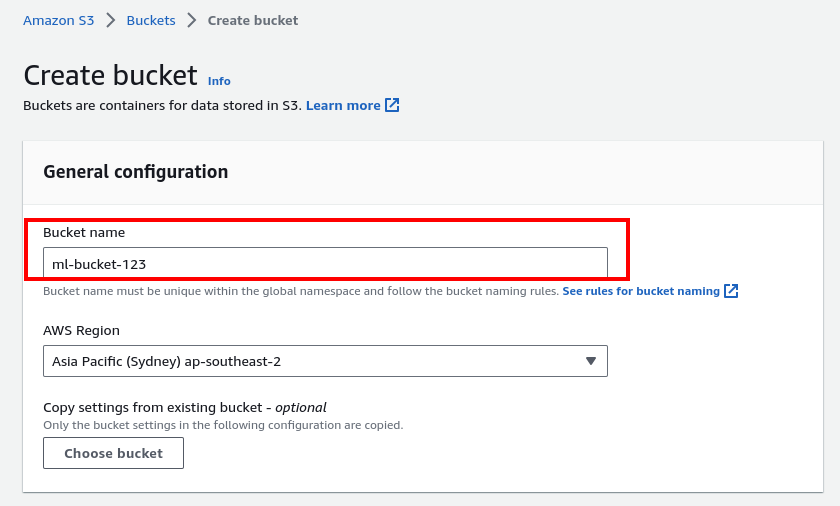 Amazon S3 > Buckets > Create bucket
Create bucket Info
Buckets are containers for data stored in S3. Learn more
General configuration
Bucket name
ml-bucket-123
Bucket name must be unique within the global namespace and follow the bucket naming rules. See rules for bucket naming
AWS Region
Asia Pacific (Sydney) ap-southeast-2
Copy settings from existing bucket - optional
Only the bucket settings in the following configuration are copied.
Choose bucket